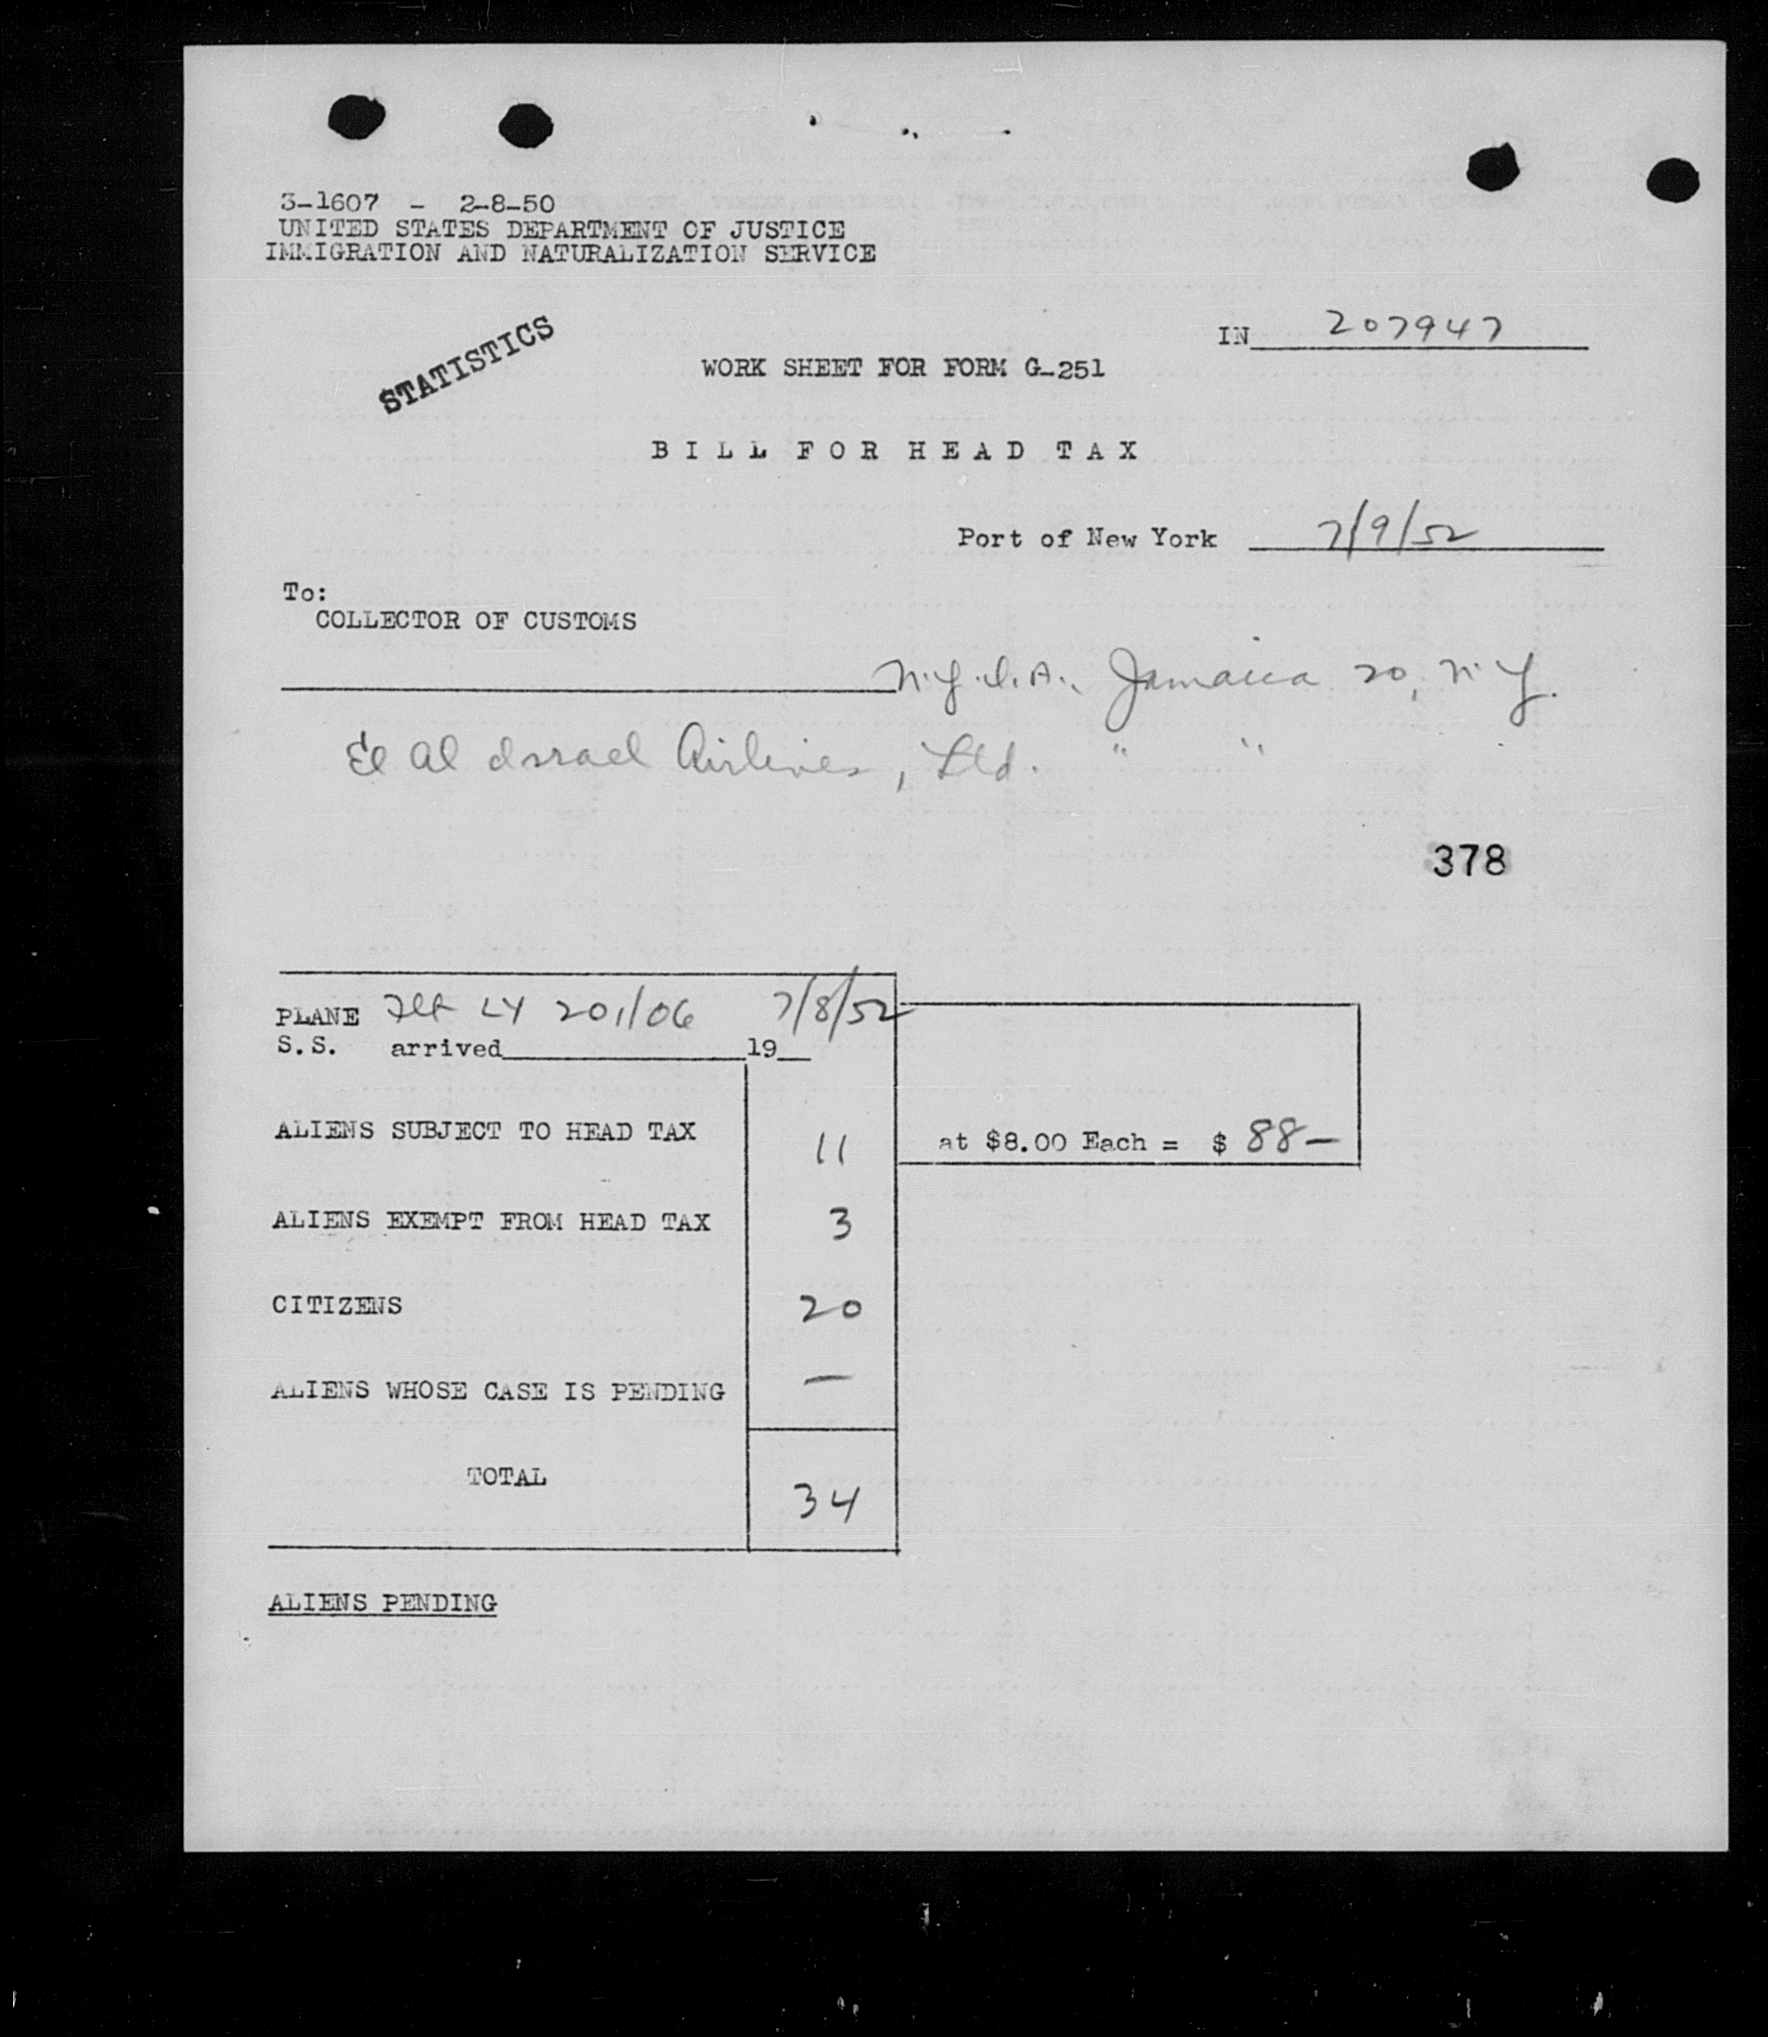 3-1607 - 2-8-50
UNITED STATES DEPARTMENT OF JUSTICE
IMMIGRATION AND NATURALIZATION SERVICE
STATISTICS
IN 207947
WORK SHEET FOR FORM G-251
BILL FOR HEAD TAX
Port of New York 7/9/52
To:
COLLECTOR OF CUSTOMS
N.Y.I.A., Jamaica 20, N.Y.
El Al Israel Airlines, Ltd. " "
378
PLANE Flt LY 201/06 7/8/52
S.S. arrived 19
ALIENS SUBJECT TO HEAD TAX 11 at $8.00 Each = $ 88—
ALIENS EXEMPT FROM HEAD TAX 3
CITIZENS 20
ALIENS WHOSE CASE IS PENDING —
TOTAL 34
ALIENS PENDING